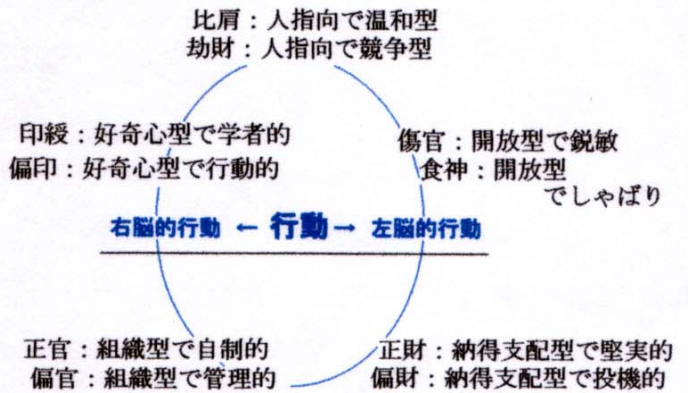 比肩：人指向で温和型
劫財：人指向で競争型
印綬：好奇心型で学者的
偏印：好奇心型で行動的
傷官：開放型で鋭敏
食神：開放型
でしゃばり
右脳的行動 ← 行動 → 左脳的行動
正官：組織型で自制的
偏官：組織型で管理的
正財：納得支配型で堅実的
偏財：納得支配型で投機的